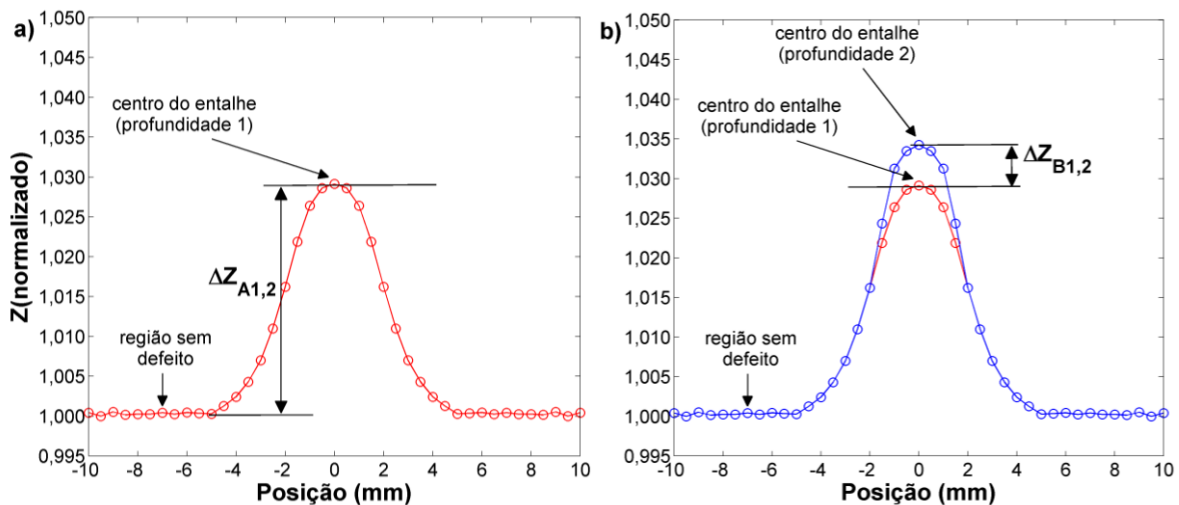 a)
Z(normalizado)
1,050
1,045
1,040
1,035
1,030
1,025
1,020
1,015
1,010
1,005
1,000
0,995
centro do entalhe
(profundidade 1)
ΔZA1,2
região sem
defeito
-10 -8 -6 -4 -2 0 2 4 6 8 10
Posição (mm)
b)
1,050
1,045
1,040
1,035
1,030
1,025
1,020
1,015
1,010
1,005
1,000
0,995
centro do entalhe
(profundidade 2)
centro do entalhe
(profundidade 1)
ΔZB1,2
região sem
defeito
-10 -8 -6 -4 -2 0 2 4 6 8 10
Posição (mm)